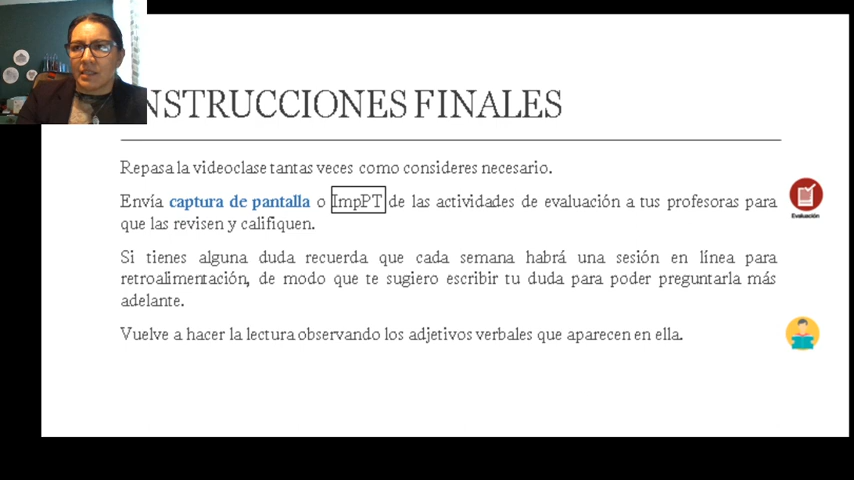 INSTRUCCIONES FINALES
Repasa la videoclase tantas veces como consideres necesario.
Envía captura de pantalla o ImpPT de las actividades de evaluación a tus profesoras para
que las revisen y califiquen.
Evaluación
Si tienes alguna duda recuerda que cada semana habrá una sesión en línea para
retroalimentación, de modo que te sugiero escribir tu duda para poder preguntarla más
adelante.
Vuelve a hacer la lectura observando los adjetivos verbales que aparecen en ella.